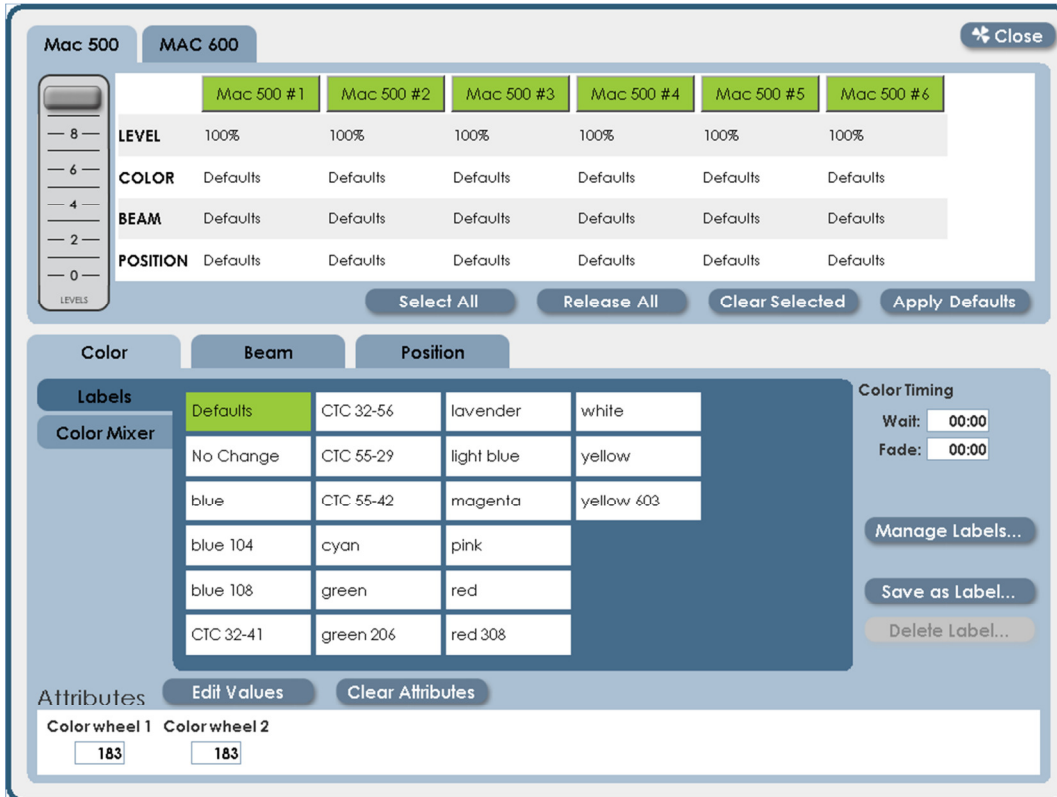 Mac 500 MAC 600 Close
Mac 500 #1 Mac 500 #2 Mac 500 #3 Mac 500 #4 Mac 500 #5 Mac 500 #6
8 LEVEL 100% 100% 100% 100% 100% 100%
6 COLOR Defaults Defaults Defaults Defaults Defaults Defaults
4
BEAM Defaults Defaults Defaults Defaults Defaults Defaults
2
POSITION Defaults Defaults Defaults Defaults Defaults Defaults
0
LEVELS
Select All Release All Clear Selected Apply Defaults
Color Beam Position
Labels
Color Mixer
Defaults CTC 32-56 lavender white
No Change CTC 55-29 light blue yellow
blue CTC 55-42 magenta yellow 603
blue 104 cyan pink
blue 108 green red
CTC 32-41 green 206 red 308
Color Timing
Wait: 00:00
Fade: 00:00
Manage Labels...
Save as Label...
Delete Label...
Attributes Edit Values Clear Attributes
Color wheel 1 Color wheel 2
183 183